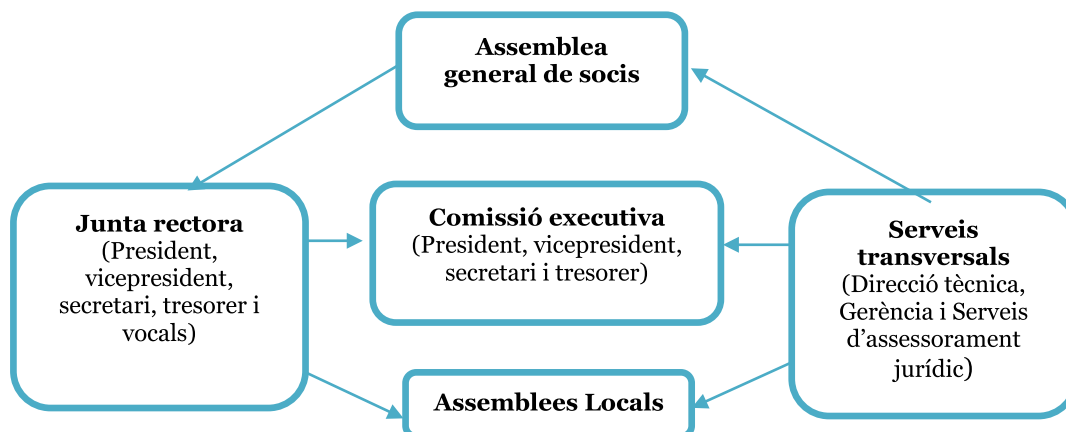 Assemblea
general de socis
Junta rectora
(President,
vicepresident,
secretari, tresorer i
vocals)
Comissió executiva
(President, vicepresident,
secretari i tresorer)
Serveis
transversals
(Direcció tècnica,
Gerència i Serveis
d’assessorament
jurídic)
Assemblees Locals